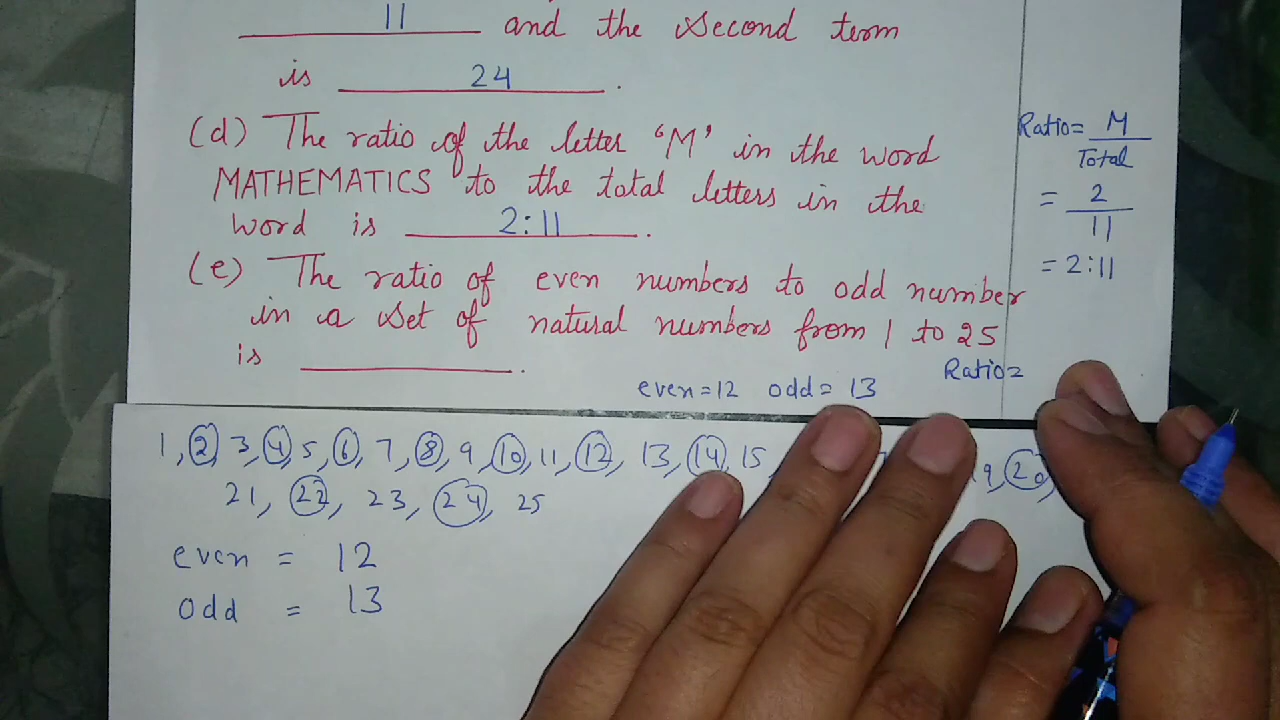 11 and the second term
is 24 .
(d) The ratio of the letter 'M' in the word
MATHEMATICS to the total letters in the
word is 2:11 .
(e) The ratio of even numbers to odd number
in a set of natural numbers from 1 to 25
is .
Ratio= M
Total
= 2
11
= 2:11
even=12 odd= 13 Ratio=
1, 2, 3, 4, 5, 6, 7, 8, 9, 10, 11, 12, 13, 14, 15 9, 20,
21, 22, 23, 24, 25
even = 12
odd = 13